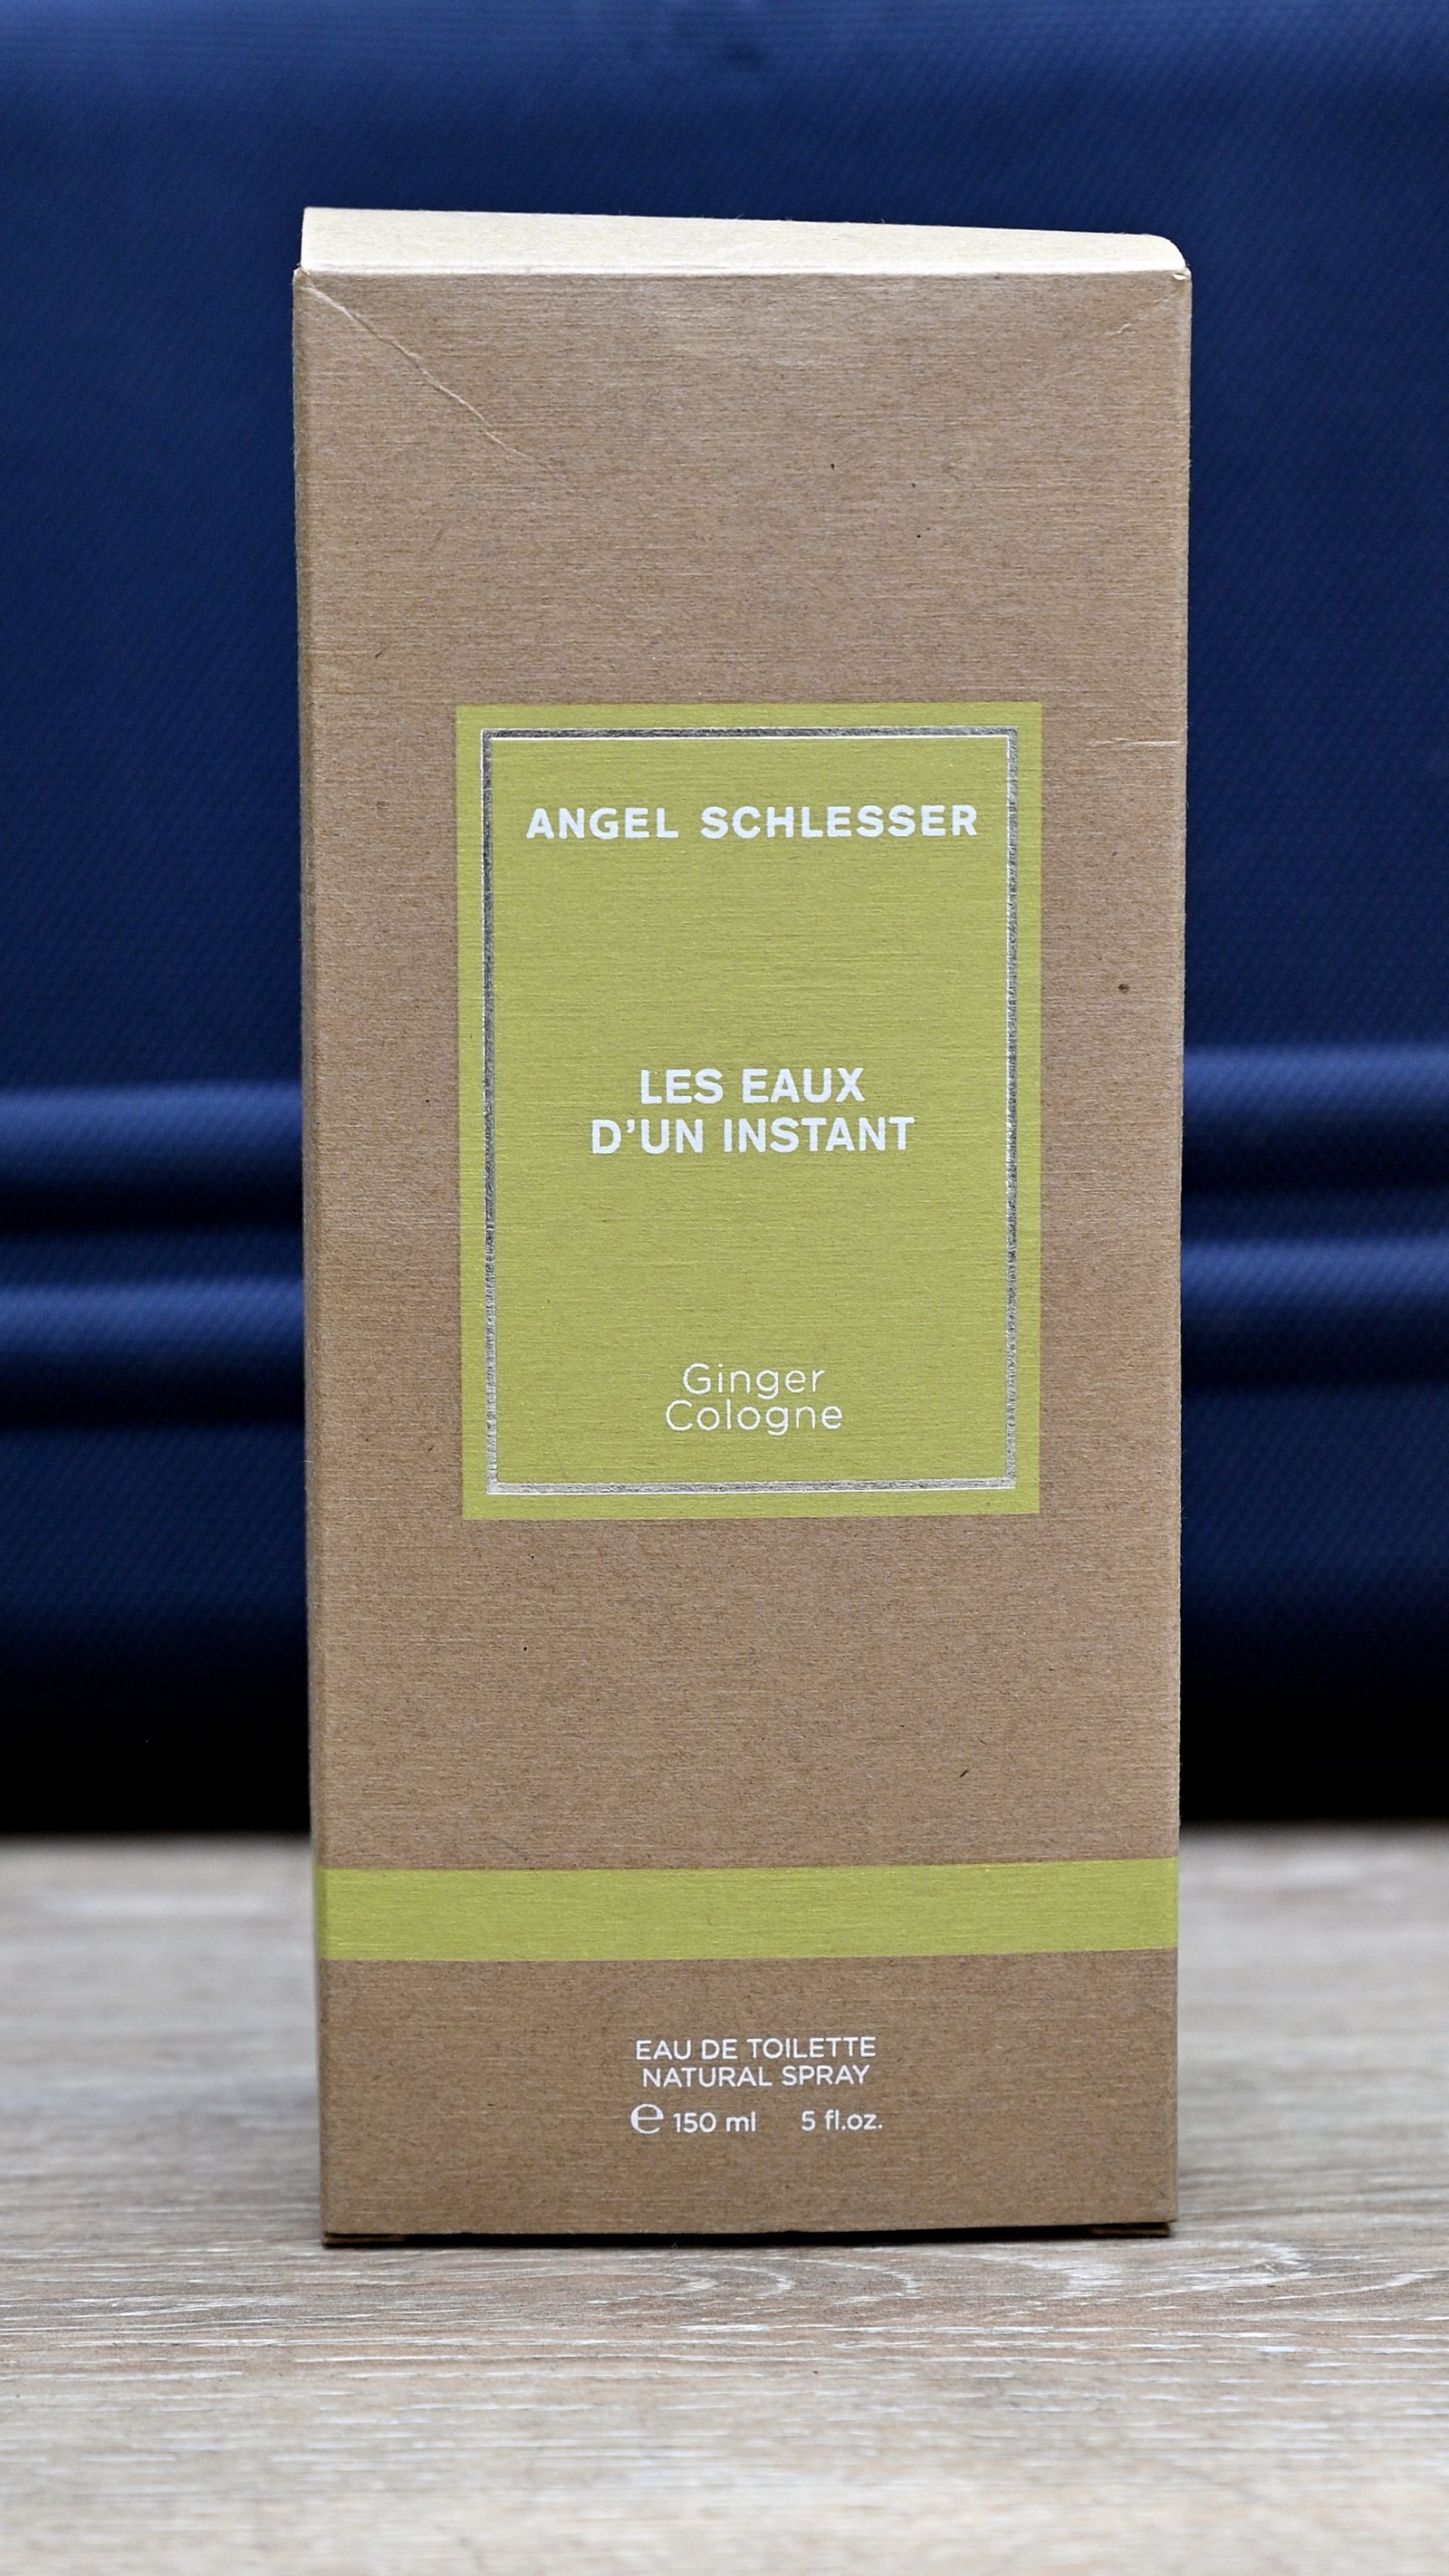 ANGEL SCHLESSER
LES EAUX
D'UN INSTANT
Ginger
Cologne
EAU DE TOILETTE
NATURAL SPRAY
℮ 150 ml 5 fl.oz.